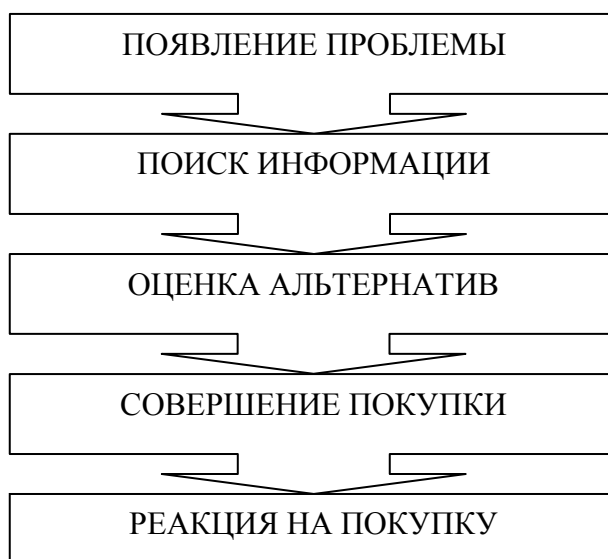 ПОЯВЛЕНИЕ ПРОБЛЕМЫ
ПОИСК ИНФОРМАЦИИ
ОЦЕНКА АЛЬТЕРНАТИВ
СОВЕРШЕНИЕ ПОКУПКИ
РЕАКЦИЯ НА ПОКУПКУ